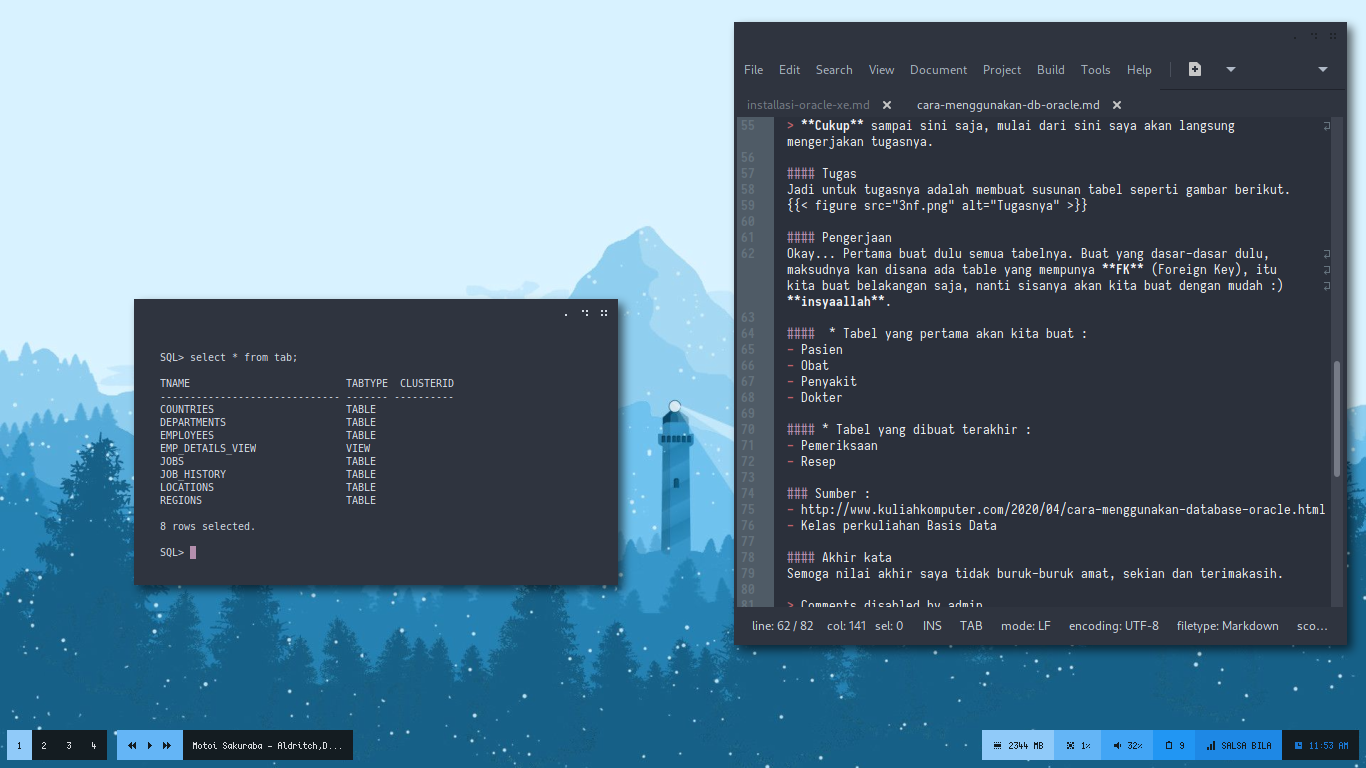 File Edit Search View Document Project Build Tools Help
installasi-oracle-xe.md cara-menggunakan-db-oracle.md
55 > **Cukup** sampai sini saja, mulai dari sini saya akan langsung
mengerjakan tugasnya.
56
57 #### Tugas
58 Jadi untuk tugasnya adalah membuat susunan tabel seperti gambar berikut.
59 {{< figure src="3nf.png" alt="Tugasnya" >}}
60
61 #### Pengerjaan
62 Okay... Pertama buat dulu semua tabelnya. Buat yang dasar-dasar dulu,
maksudnya kan disana ada table yang mempunya **FK** (Foreign Key), itu
kita buat belakangan saja, nanti sisanya akan kita buat dengan mudah :)
**insyaallah**.
63
64 ####  * Tabel yang pertama akan kita buat :
65 - Pasien
66 - Obat
67 - Penyakit
68 - Dokter
69
70 #### * Tabel yang dibuat terakhir :
71 - Pemeriksaan
72 - Resep
73
74 ### Sumber :
75 - http://www.kuliahkomputer.com/2020/04/cara-menggunakan-database-oracle.html
76 - Kelas perkuliahan Basis Data
77
78 #### Akhir kata
79 Semoga nilai akhir saya tidak buruk-buruk amat, sekian dan terimakasih.
80
81 > Comments disabled by admin
line: 62 / 82 col: 141 sel: 0 INS TAB mode: LF encoding: UTF-8 filetype: Markdown sco...
SQL> select * from tab;
TNAME TABTYPE CLUSTERID
------------------------------ ------- ----------
COUNTRIES TABLE
DEPARTMENTS TABLE
EMPLOYEES TABLE
EMP_DETAILS_VIEW VIEW
JOBS TABLE
JOB_HISTORY TABLE
LOCATIONS TABLE
REGIONS TABLE
8 rows selected.
SQL>
1 2 3 4 Motoi Sakuraba - Aldritch,D... 2344 MB 1% 32% 9 SALSA BILA 11:53 AM